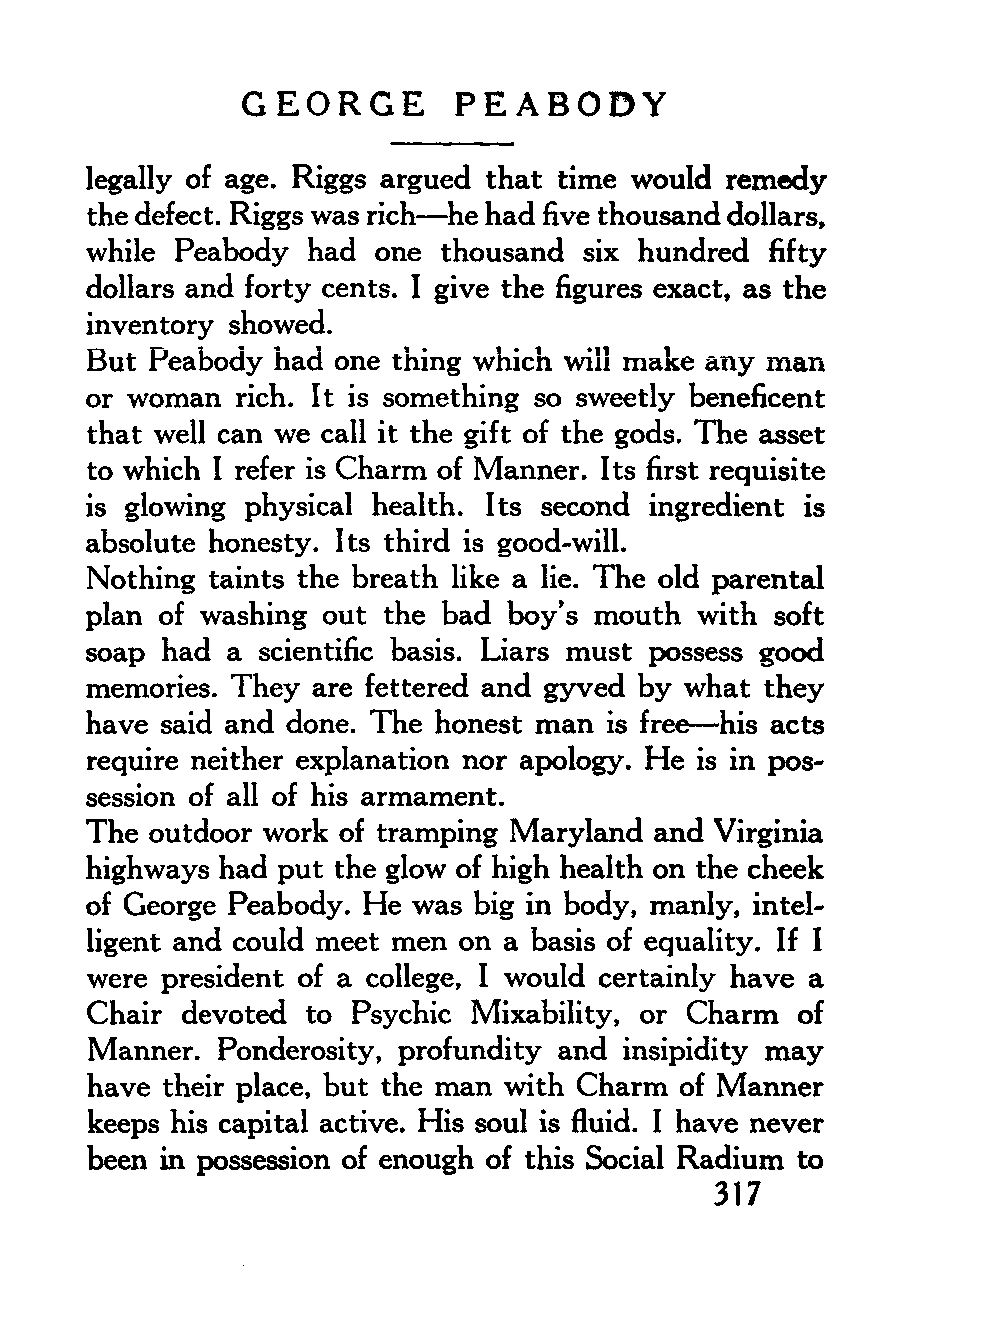 GEORGE PEABODY
legally of age. Riggs argued that time would remedy
the defect. Riggs was rich—he had five thousand dollars,
while Peabody had one thousand six hundred fifty
dollars and forty cents. I give the figures exact, as the
inventory showed.
But Peabody had one thing which will make any man
or woman rich. It is something so sweetly beneficent
that well can we call it the gift of the gods. The asset
to which I refer is Charm of Manner. Its first requisite
is glowing physical health. Its second ingredient is
absolute honesty. Its third is good-will.
Nothing taints the breath like a lie. The old parental
plan of washing out the bad boy's mouth with soft
soap had a scientific basis. Liars must possess good
memories. They are fettered and gyved by what they
have said and done. The honest man is free—his acts
require neither explanation nor apology. He is in pos-
session of all of his armament.
The outdoor work of tramping Maryland and Virginia
highways had put the glow of high health on the cheek
of George Peabody. He was big in body, manly, intel-
ligent and could meet men on a basis of equality. If I
were president of a college, I would certainly have a
Chair devoted to Psychic Mixability, or Charm of
Manner. Ponderosity, profundity and insipidity may
have their place, but the man with Charm of Manner
keeps his capital active. His soul is fluid. I have never
been in possession of enough of this Social Radium to
317